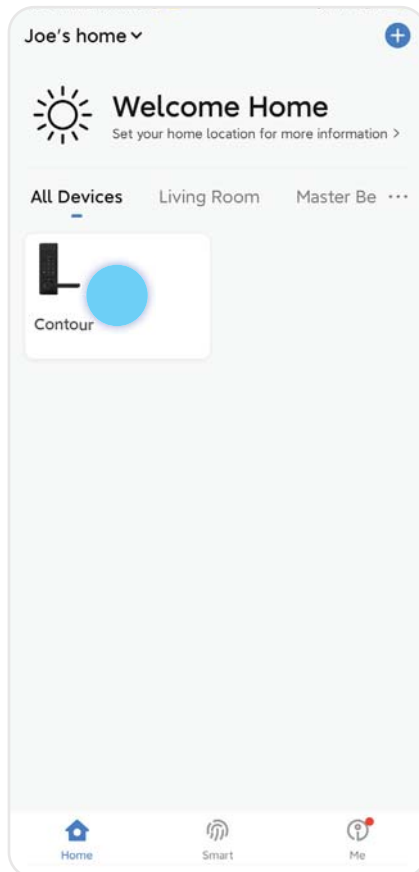 Joe's home
Welcome Home
Set your home location for more information >
All Devices Living Room Master Be ...
Contour
Home Smart Me